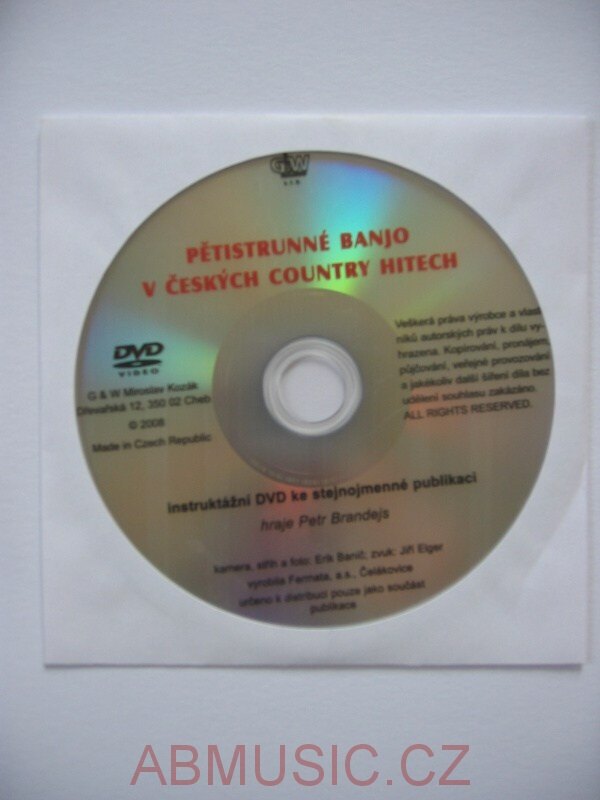 G+W
s.r.o.
PĚTISTRUNNÉ BANJO
V ČESKÝCH COUNTRY HITECH
DVD
VIDEO
G & W Miroslav Kozák
Dřevařská 12, 350 02 Cheb
© 2008
Made in Czech Republic
Veškerá práva výrobce a vlast-
níků autorských práv k dílu vy-
hrazena. Kopírování, pronájem,
půjčování, veřejné provozování
a jakékoliv další šíření díla bez
udělení souhlasu zakázáno.
ALL RIGHTS RESERVED.
instruktážní DVD ke stejnojmenné publikaci
hraje Petr Brandejs
kamera, střih a foto: Erik Banič; zvuk: Jiří Elger
vyrobila Fermata, a.s., Čelákovice
určeno k distribuci pouze jako součást
publikace
ABMUSIC.CZ